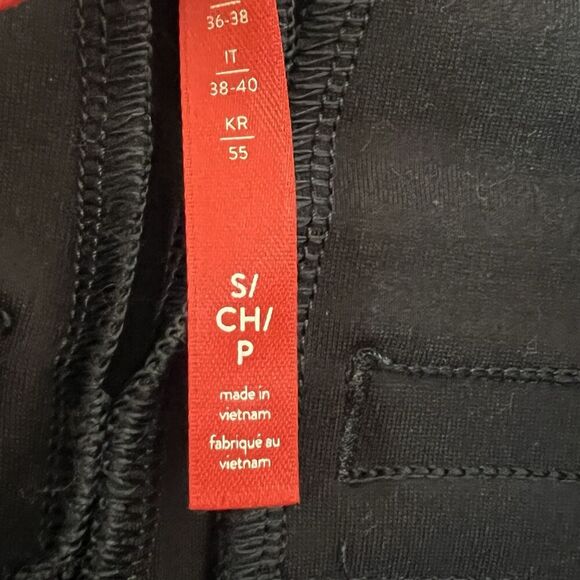 36-38
IT
38-40
KR
55
S/
CH/
P
made in
vietnam
fabriqué au
vietnam